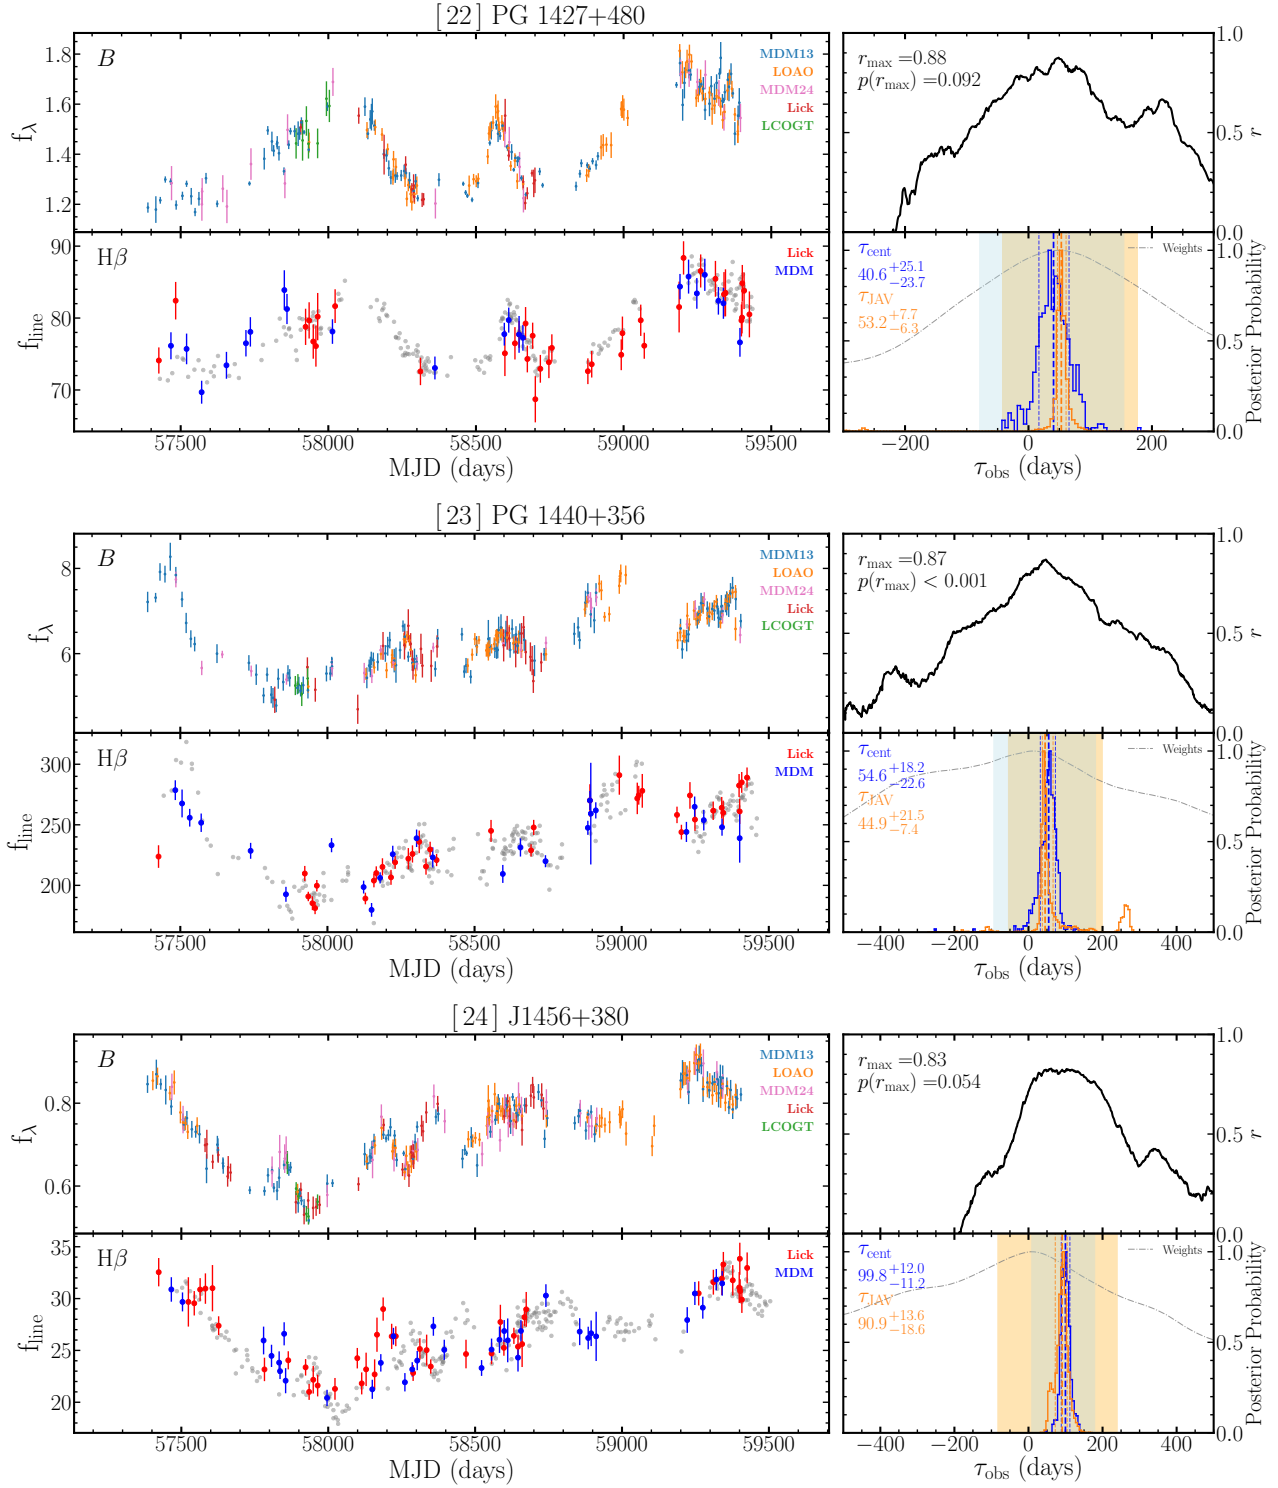 [22] PG 1427+480
B
MDM13
LOAO
MDM24
Lick
LCOGT
1.8
1.6
1.4
1.2
f_λ
r_max =0.88
p(r_max) =0.092
1.0
0.5
0.0
r
Hβ
Lick
MDM
90
80
70
f_line
57500 58000 58500 59000 59500
MJD (days)
τ_cent
40.6 +25.1 −23.7
τ_JAV
53.2 +7.7 −6.3
Weights
1.0
0.5
0.0
Posterior Probability
−200 0 200
τ_obs (days)
[23] PG 1440+356
B
MDM13
LOAO
MDM24
Lick
LCOGT
8
6
f_λ
r_max =0.87
p(r_max) < 0.001
1.0
0.5
0.0
r
Hβ
Lick
MDM
300
250
200
f_line
57500 58000 58500 59000 59500
MJD (days)
τ_cent
54.6 +18.2 −22.6
τ_JAV
44.9 +21.5 −7.4
Weights
1.0
0.5
0.0
Posterior Probability
−400 −200 0 200 400
τ_obs (days)
[24] J1456+380
B
MDM13
LOAO
MDM24
Lick
LCOGT
0.8
0.6
f_λ
r_max =0.83
p(r_max) =0.054
1.0
0.5
0.0
r
Hβ
Lick
MDM
35
30
25
20
f_line
57500 58000 58500 59000 59500
MJD (days)
τ_cent
99.8 +12.0 −11.2
τ_JAV
90.9 +13.6 −18.6
Weights
1.0
0.5
0.0
Posterior Probability
−400 −200 0 200 400
τ_obs (days)